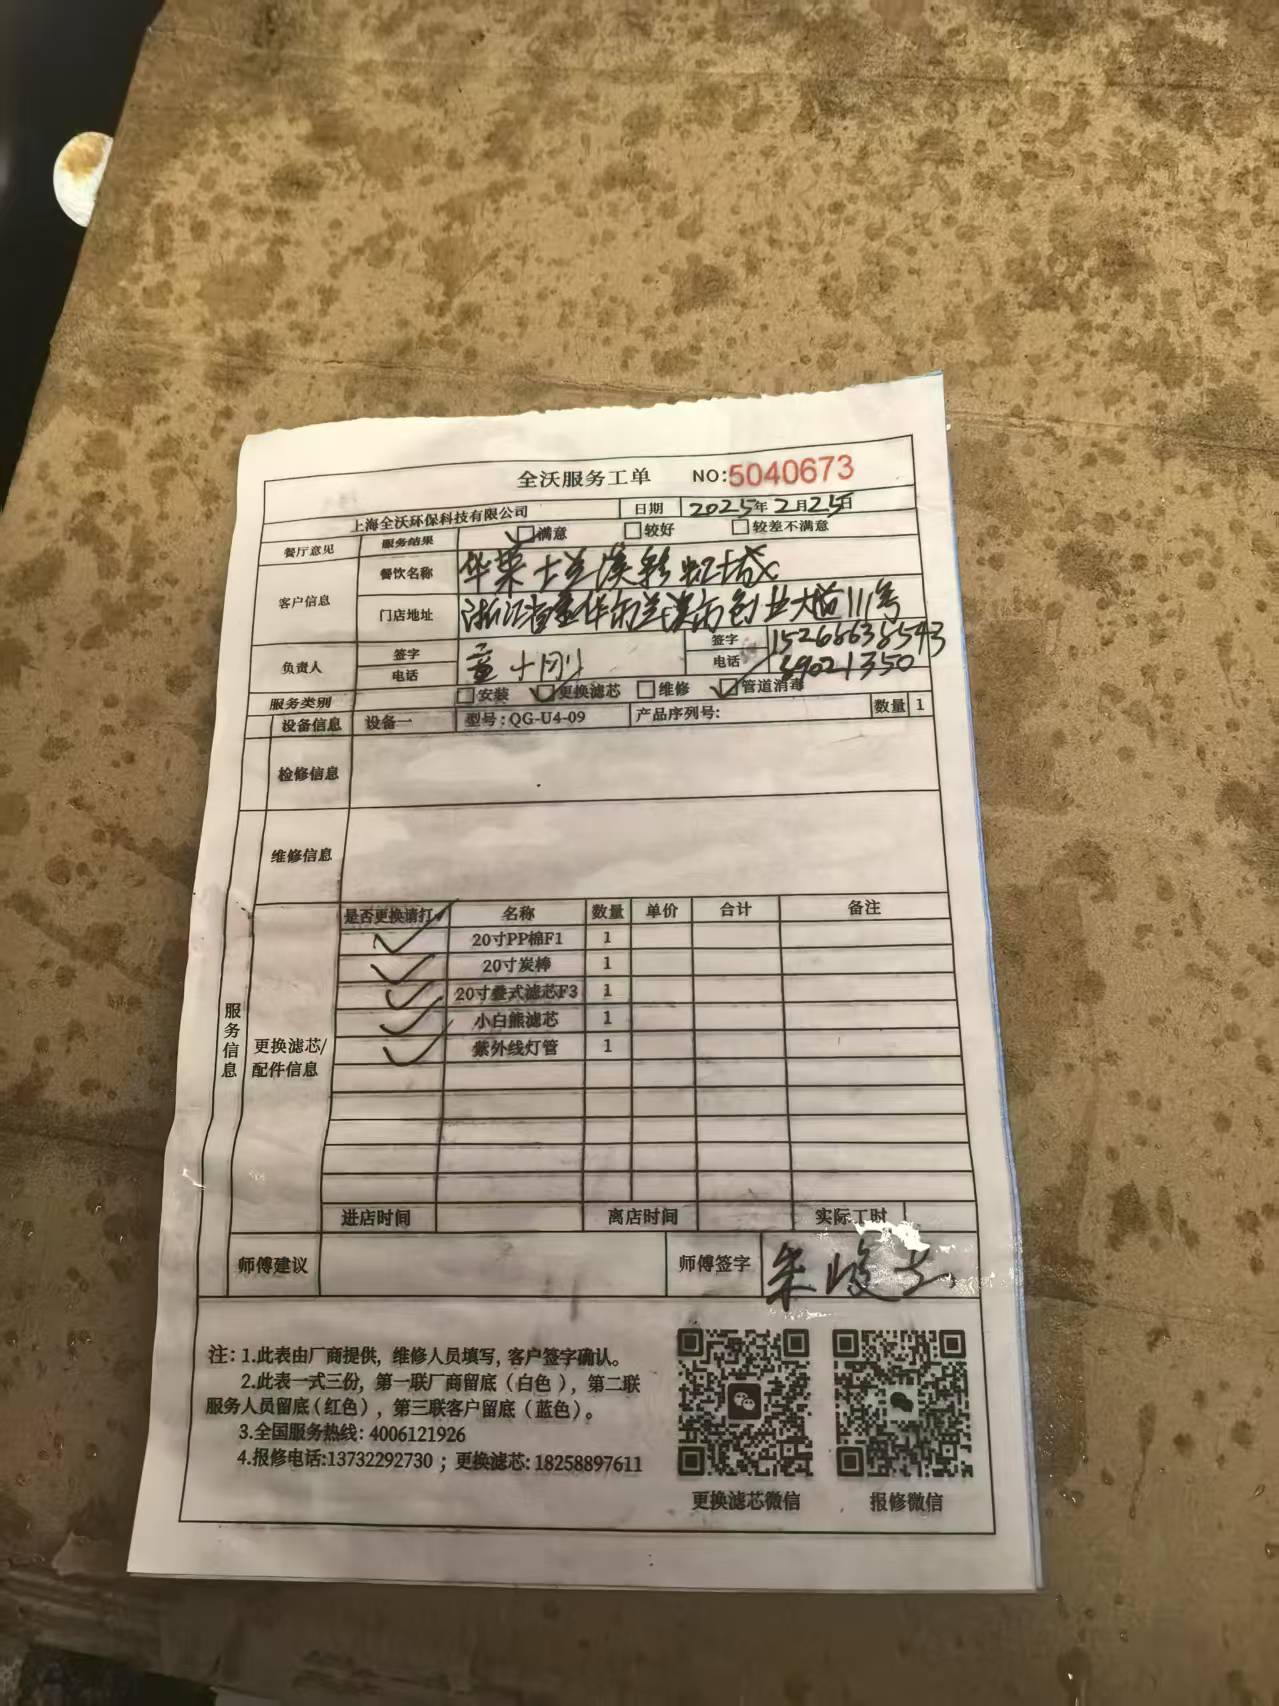 全沃服务工单 NO:5040673
上海全沃环保科技有限公司 日期 2025年2月25日
餐厅意见 服务结果 满意 较好 较差不满意
客户信息 餐饮名称 华莱士兰溪彩虹城
门店地址 浙江省金华市兰溪市创业大道111号
负责人 签字 童小刚 签字 15268638543
电话 电话 89021350
服务类别 安装 更换滤芯 维修 管道消毒
设备信息 设备一 型号:QG-U4-09 产品序列号: 数量 1
检修信息
维修信息
服务信息
更换滤芯/配件信息
是否更换请打✓ 名称 数量 单价 合计 备注
✓ 20寸PP棉F1 1
✓ 20寸炭棒 1
✓ 20寸叠式滤芯F3 1
✓ 小白熊滤芯 1
✓ 紫外线灯管 1
进店时间 离店时间 实际工时
师傅建议 师傅签字 朱
注:1.此表由厂商提供, 维修人员填写, 客户签字确认。
2.此表一式三份, 第一联厂商留底(白色), 第二联
服务人员留底(红色), 第三联客户留底(蓝色)。
3.全国服务热线: 4006121926
4.报修电话:13732292730 ; 更换滤芯: 18258897611
更换滤芯微信 报修微信